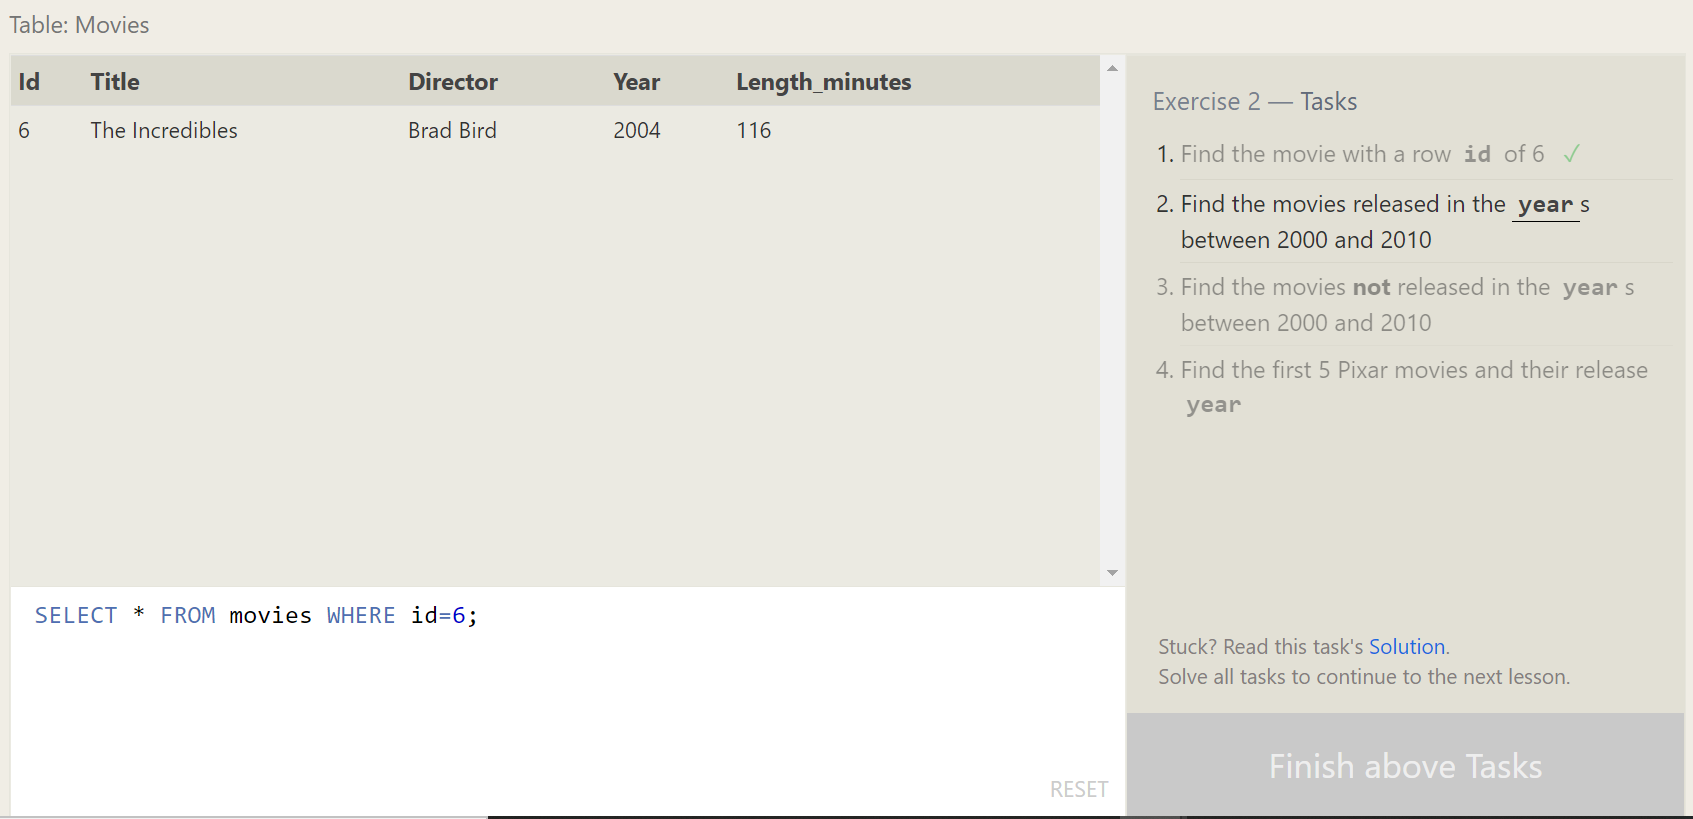 Table: Movies
Id Title Director Year Length_minutes
6 The Incredibles Brad Bird 2004 116
SELECT * FROM movies WHERE id=6;
RESET
Exercise 2 — Tasks
1. Find the movie with a row id of 6 ✓
2. Find the movies released in the year s
between 2000 and 2010
3. Find the movies not released in the year s
between 2000 and 2010
4. Find the first 5 Pixar movies and their release
year
Stuck? Read this task's Solution.
Solve all tasks to continue to the next lesson.
Finish above Tasks